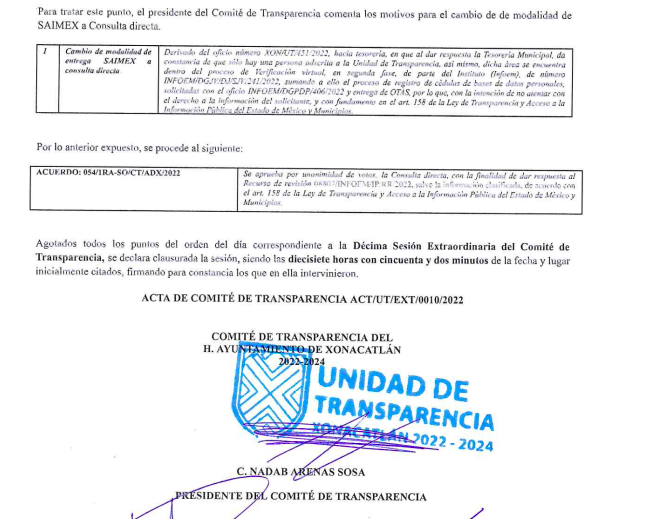 Para tratar este punto, el presidente del Comité de Transparencia comenta los motivos para el cambio de de modalidad de
SAIMEX a Consulta directa.
1 Cambio de modalidad de entrega SAIMEX a consulta directa
Derivado del oficio número XON/UT/451/2022, hacia tesorería, en que al dar respuesta la Tesorería Municipal, da
constancia de que sólo hay una persona adscrita a la Unidad de Transparencia, así mismo, dicha área se encuentra
dentro del proceso de Verificación virtual, en segunda fase, de parte del Instituto (Infoem), de número
sumando a ello el proceso de registro de cédulas de bases de datos personales,
solicitadas con el oficio INFOEM/DGPDP/406/2022 y entrega de OTAS, por lo que, con la intención de no atentar con
el derecho a la información del solicitante, y con fundamento en el art. 158 de la Ley de Transparencia y Acceso a la
Información Pública del Estado de México y Municipios.
Por lo anterior expuesto, se procede al siguiente:
ACUERDO: 054/1RA-SO/CT/ADX/2022
Se aprueba por unanimidad de votos, la Consulta directa, con la finalidad de dar respuesta al
Recurso de revisión /INFOEM/IP/RR/2022, salvo la información clasificada, de acuerdo con
el art. 158 de la Ley de Transparencia y Acceso a la Información Pública del Estado de México y
Municipios.
Agotados todos los puntos del orden del día correspondiente a la Décima Sesión Extraordinaria del Comité de
Transparencia, se declara clausurada la sesión, siendo las diecisiete horas con cincuenta y dos minutos de la fecha y lugar
inicialmente citados, firmando para constancia los que en ella intervinieron.
ACTA DE COMITÉ DE TRANSPARENCIA ACT/UT/EXT/0010/2022
COMITÉ DE TRANSPARENCIA DEL
H. AYUNTAMIENTO DE XONACATLÁN
2022-2024
UNIDAD DE
TRANSPARENCIA
XONACATLÁN 2022 - 2024
C. NADAB ARENAS SOSA
PRESIDENTE DEL COMITÉ DE TRANSPARENCIA